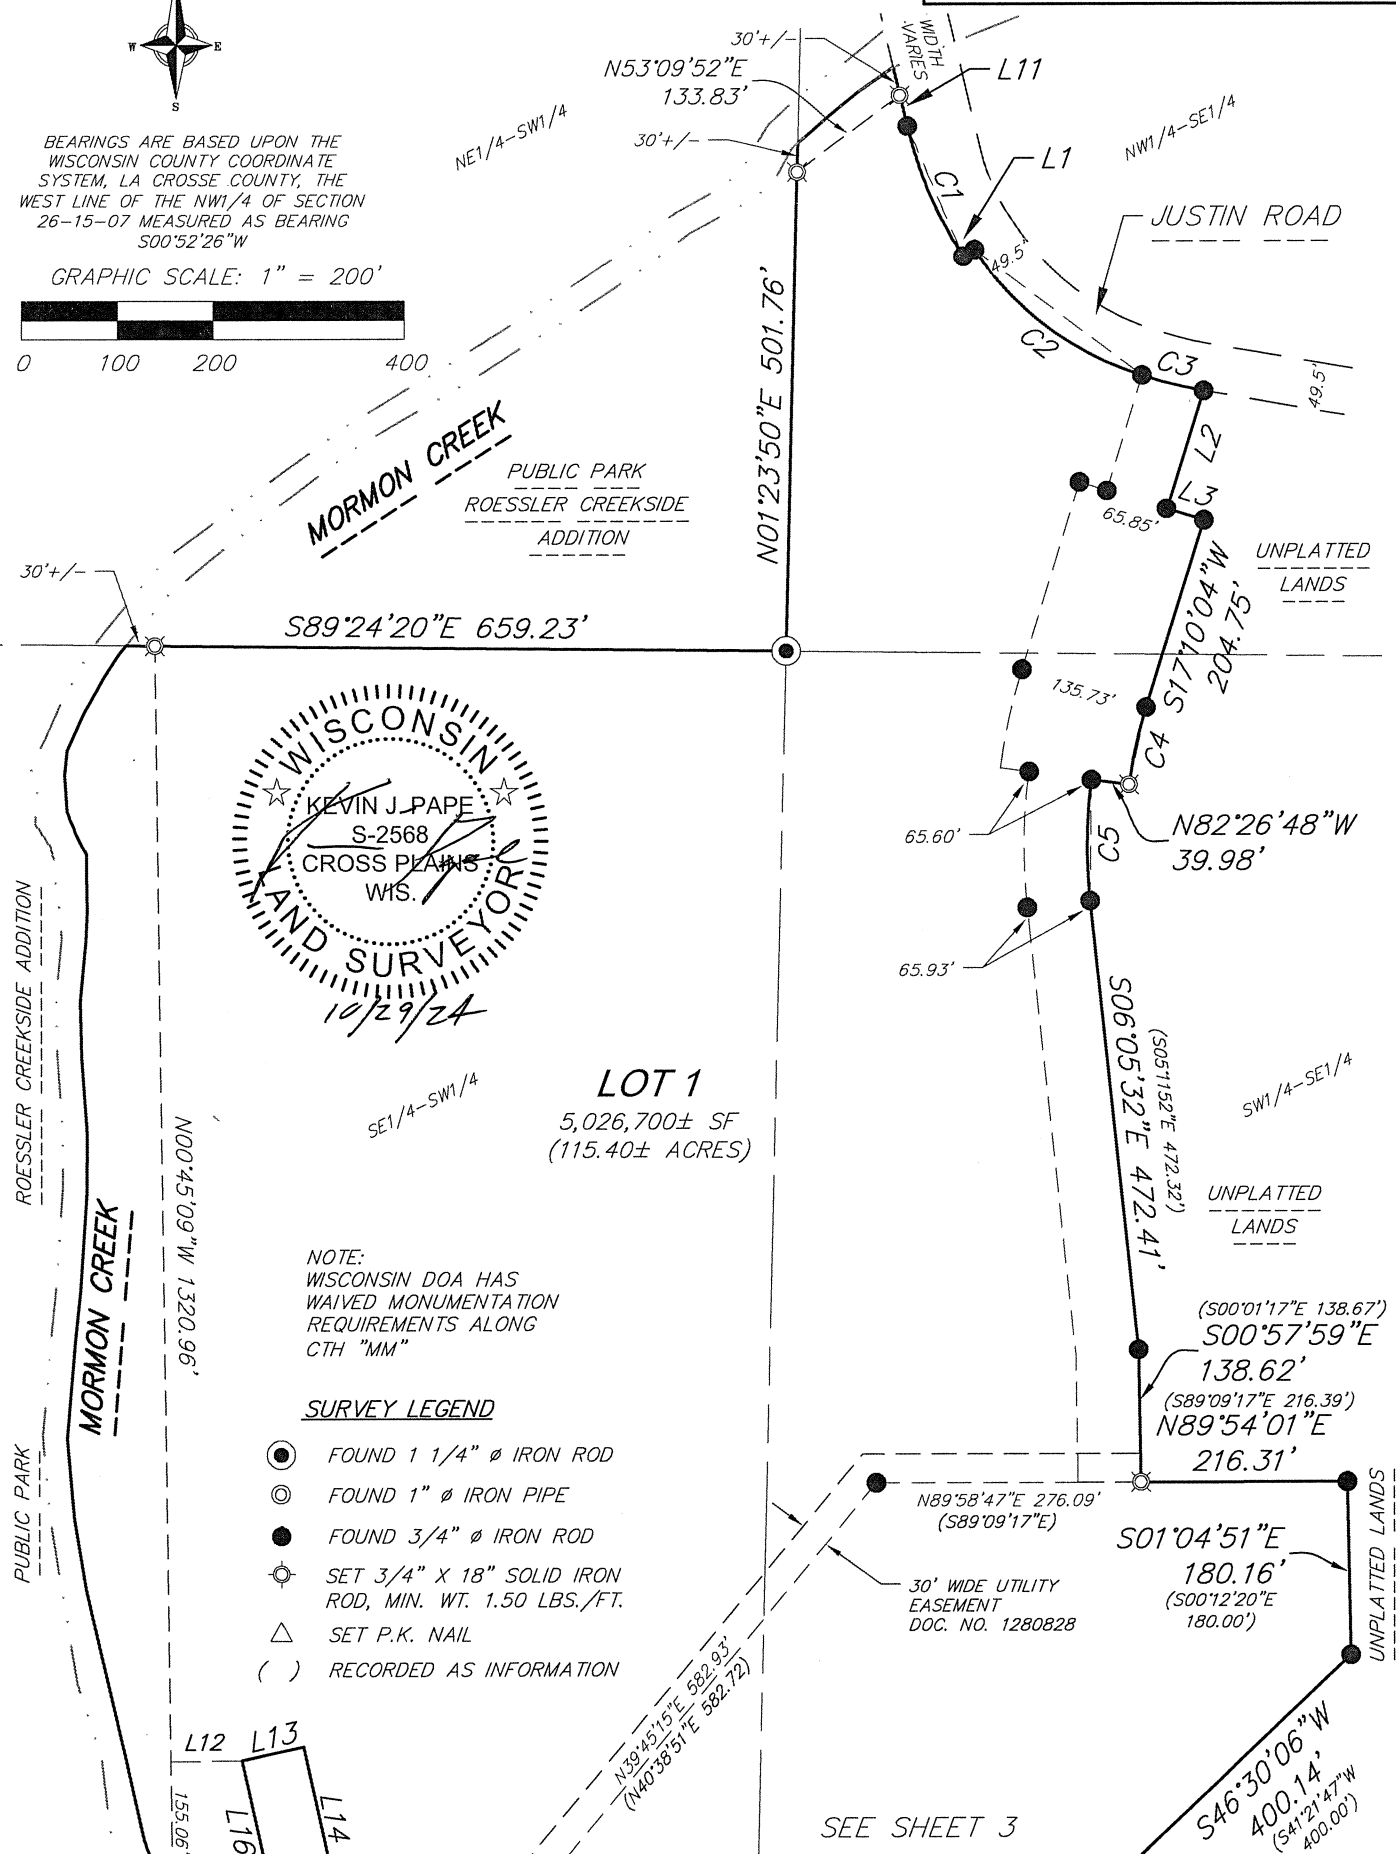 W
E
S
BEARINGS ARE BASED UPON THE
WISCONSIN COUNTY COORDINATE
SYSTEM, LA CROSSE COUNTY, THE
WEST LINE OF THE NW1/4 OF SECTION
26-15-07 MEASURED AS BEARING
S00°52'26"W
GRAPHIC SCALE: 1" = 200'
0 100 200 400
30'+/-
N53°09'52"E
133.83'
30'+/-
WIDTH
VARIES
L11
L1
NE1/4-SW1/4
NW1/4-SE1/4
JUSTIN ROAD
C1
49.5'
C2
C3
49.5'
L2
L3
65.85'
N01°23'50"E 501.76'
MORMON CREEK
PUBLIC PARK
ROESSLER CREEKSIDE
ADDITION
UNPLATTED
LANDS
30'+/-
S89°24'20"E 659.23'
S17°10'04"W
204.75'
135.73'
C4
WISCONSIN
KEVIN J. PAPE
S-2568
CROSS PLAINS
WIS.
LAND SURVEYOR
10/29/24
65.60'
C5
N82°26'48"W
39.98'
65.93'
ROESSLER CREEKSIDE ADDITION
S06°05'32"E 472.41'
(S05°11'52"E 472.32')
LOT 1
5,026,700± SF
(115.40± ACRES)
SE1/4-SW1/4
SW1/4-SE1/4
N00°45'09"W 1320.96'
MORMON CREEK
UNPLATTED
LANDS
NOTE:
WISCONSIN DOA HAS
WAIVED MONUMENTATION
REQUIREMENTS ALONG
CTH "MM"
(S00°01'17"E 138.67')
S00°57'59"E
138.62'
(S89°09'17"E 216.39')
N89°54'01"E
216.31'
SURVEY LEGEND
FOUND 1 1/4" ø IRON ROD
FOUND 1" ø IRON PIPE
FOUND 3/4" ø IRON ROD
SET 3/4" X 18" SOLID IRON
ROD, MIN. WT. 1.50 LBS./FT.
SET P.K. NAIL
( ) RECORDED AS INFORMATION
PUBLIC PARK
N89°58'47"E 276.09'
(S89°09'17"E)
S01°04'51"E
180.16'
(S00°12'20"E
180.00')
UNPLATTED LANDS
30' WIDE UTILITY
EASEMENT
DOC. NO. 1280828
N39°45'15"E 582.93'
(N40°38'51"E 582.72')
L12
L13
L14
L16
155.06'
S46°30'06"W
400.14'
(S41°21'47"W
400.00')
SEE SHEET 3